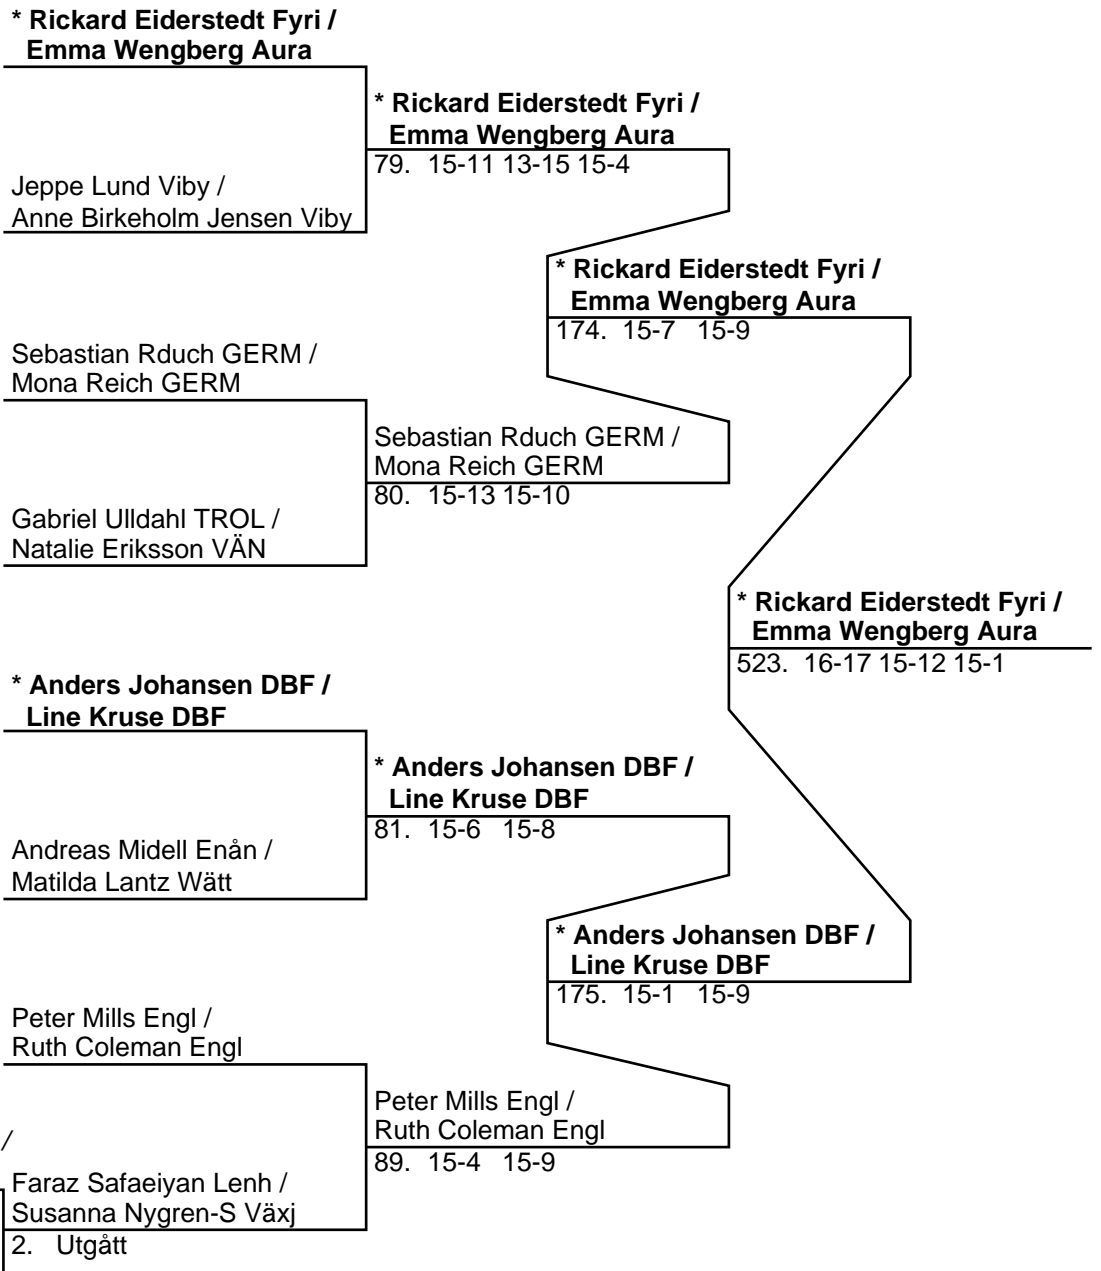 * Rickard Eiderstedt Fyri /
Emma Wengberg Aura
* Rickard Eiderstedt Fyri /
Emma Wengberg Aura
79. 15-11 13-15 15-4
Jeppe Lund Viby /
Anne Birkeholm Jensen Viby
* Rickard Eiderstedt Fyri /
Emma Wengberg Aura
174. 15-7 15-9
Sebastian Rduch GERM /
Mona Reich GERM
Sebastian Rduch GERM /
Mona Reich GERM
80. 15-13 15-10
Gabriel Ulldahl TROL /
Natalie Eriksson VÄN
* Rickard Eiderstedt Fyri /
Emma Wengberg Aura
523. 16-17 15-12 15-1
* Anders Johansen DBF /
Line Kruse DBF
* Anders Johansen DBF /
Line Kruse DBF
81. 15-6 15-8
Andreas Midell Enån /
Matilda Lantz Wätt
* Anders Johansen DBF /
Line Kruse DBF
175. 15-1 15-9
Peter Mills Engl /
Ruth Coleman Engl
Peter Mills Engl /
Ruth Coleman Engl
89. 15-4 15-9
/
Faraz Safaeiyan Lenh /
Susanna Nygren-S Växj
2. Utgått